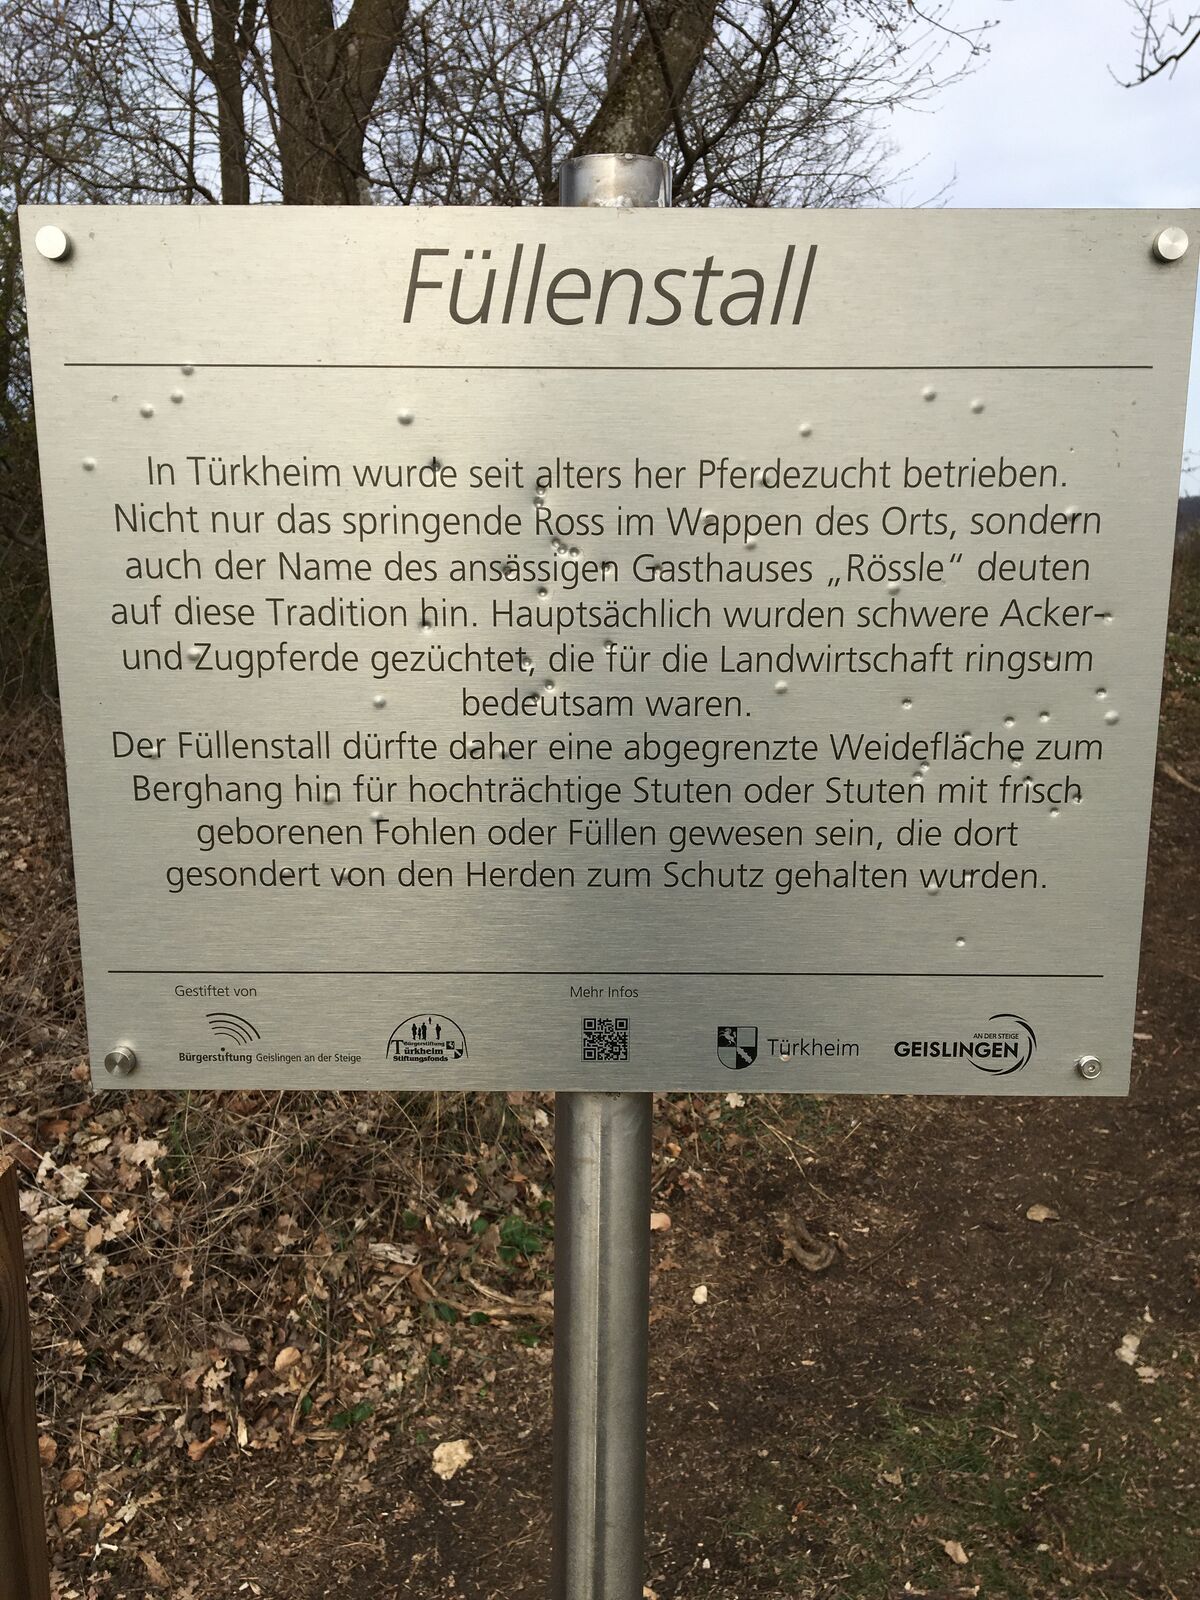 Füllenstall
In Türkheim wurde seit alters her Pferdezucht betrieben.
Nicht nur das springende Ross im Wappen des Orts, sondern
auch der Name des ansässigen Gasthauses „Rössle“ deuten
auf diese Tradition hin. Hauptsächlich wurden schwere Acker-
und Zugpferde gezüchtet, die für die Landwirtschaft ringsum
bedeutsam waren.
Der Füllenstall dürfte daher eine abgegrenzte Weidefläche zum
Berghang hin für hochträchtige Stuten oder Stuten mit frisch
geborenen Fohlen oder Füllen gewesen sein, die dort
gesondert von den Herden zum Schutz gehalten wurden.
Gestiftet von
Bürgerstiftung Geislingen an der Steige
Bürgerstiftung
Türkheim
Stiftungsfonds
Mehr Infos
Türkheim
AN DER STEIGE
GEISLINGEN